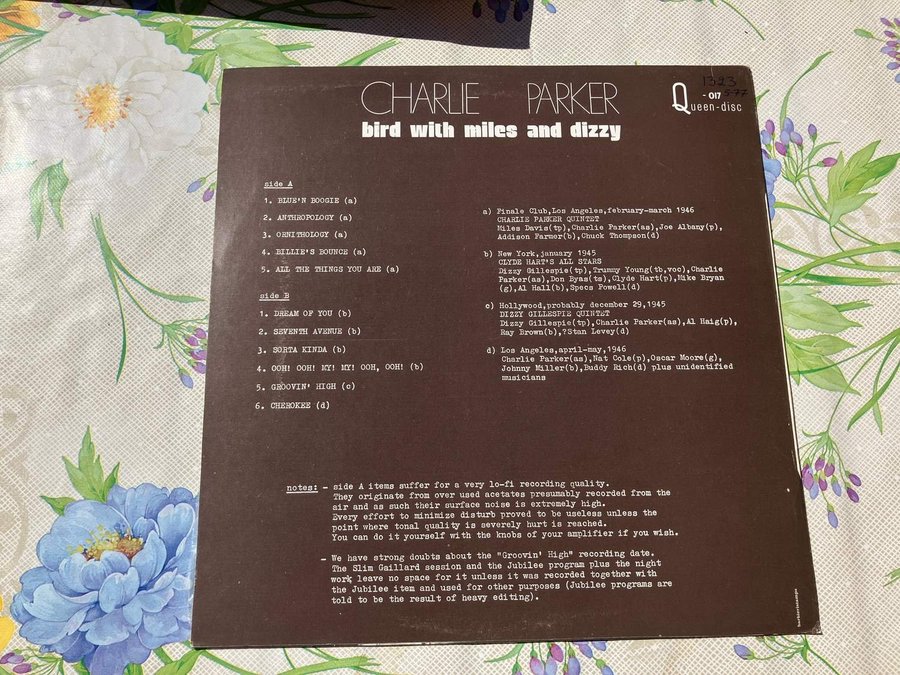 CHARLIE PARKER
bird with miles and dizzy
1323
Queen-disc
- 017
side A
1. BLUE'N BOOGIE (a)
2. ANTHROPOLOGY (a)
3. ORNITHOLOGY (a)
4. BILLIE'S BOUNCE (a)
5. ALL THE THINGS YOU ARE (a)
side B
1. DREAM OF YOU (b)
2. SEVENTH AVENUE (b)
3. SORTA KINDA (b)
4. OOH! OOH! MY! MY! OOH, OOH! (b)
5. GROOVIN' HIGH (c)
6. CHEROKEE (d)
a) Finale Club,Los Angeles,february-march 1946
CHARLIE PARKER QUINTET
Miles Davis(tp),Charlie Parker(as),Joe Albany(p),
Addison Farmer(b),Chuck Thompson(d)
b) New York,january 1945
CLYDE HART'S ALL STARS
Dizzy Gillespie(tp),Trummy Young(tb,voc),Charlie
Parker(as),Don Byas(ts),Clyde Hart(p),Mike Bryan
(g),Al Hall(b),Specs Powell(d)
c) Hollywood,probably december 29,1945
DIZZY GILLESPIE QUINTET
Dizzy Gillespie(tp),Charlie Parker(as),Al Haig(p),
Ray Brown(b),?Stan Levey(d)
d) Los Angeles,april-may,1946
Charlie Parker(as),Nat Cole(p),Oscar Moore(g),
Johnny Miller(b),Buddy Rich(d) plus unidentified
musicians
notes: - side A items suffer for a very lo-fi recording quality.
They originate from over used acetates presumably recorded from the
air and as such their surface noise is extremely high.
Every effort to minimize disturb proved to be useless unless the
point where tonal quality is severely hurt is reached.
You can do it yourself with the knobs of your amplifier if you wish.
- We have strong doubts about the "Groovin' High" recording date.
The Slim Gaillard session and the Jubilee program plus the night
work leave no space for it unless it was recorded together with
the Jubilee item and used for other purposes (Jubilee programs are
told to be the result of heavy editing).